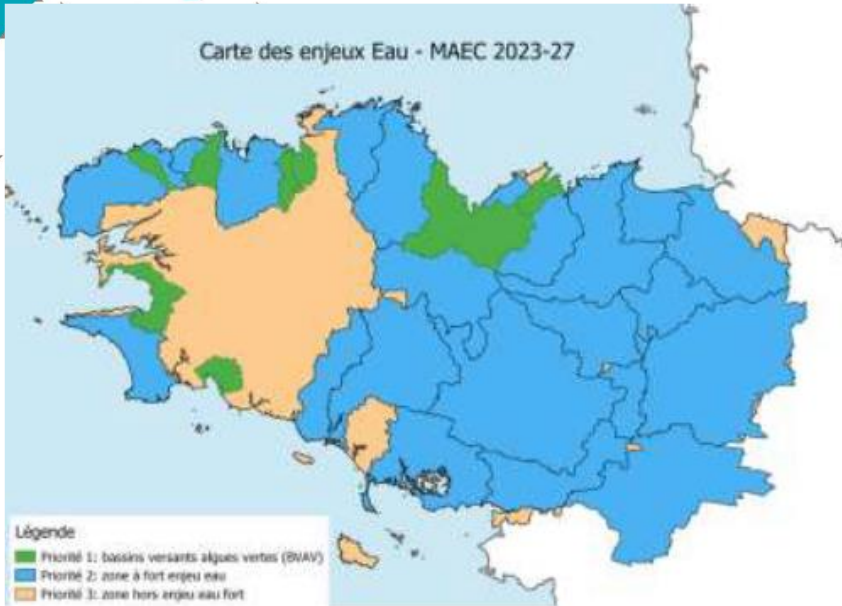 Carte des enjeux Eau - MAEC 2023-27
Légende
Priorité 1: bassins versants algues vertes (BVAV)
Priorité 2: zone à fort enjeu eau
Priorité 3: zone hors enjeu eau fort